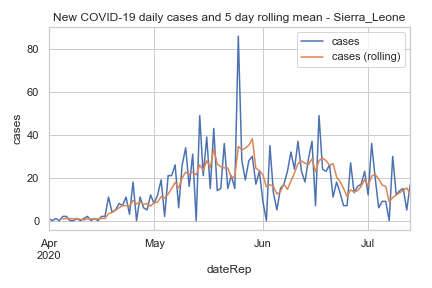 New COVID-19 daily cases and 5 day rolling mean - Sierra_Leone
cases
cases (rolling)
cases
80
60
40
20
0
Apr
2020
May
Jun
Jul
dateRep